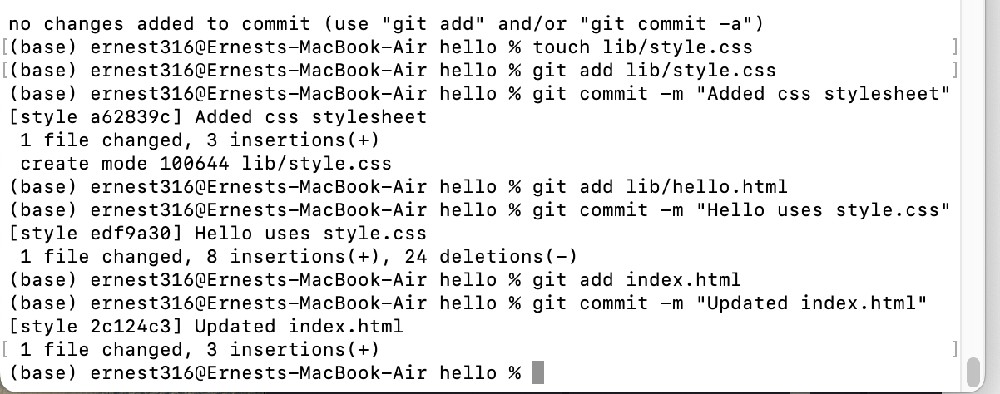 no changes added to commit (use "git add" and/or "git commit -a")
[(base) ernest316@Ernests-MacBook-Air hello % touch lib/style.css ]
[(base) ernest316@Ernests-MacBook-Air hello % git add lib/style.css ]
(base) ernest316@Ernests-MacBook-Air hello % git commit -m "Added css stylesheet"
[style a62839c] Added css stylesheet
 1 file changed, 3 insertions(+)
 create mode 100644 lib/style.css
(base) ernest316@Ernests-MacBook-Air hello % git add lib/hello.html
(base) ernest316@Ernests-MacBook-Air hello % git commit -m "Hello uses style.css"
[style edf9a30] Hello uses style.css
 1 file changed, 8 insertions(+), 24 deletions(-)
(base) ernest316@Ernests-MacBook-Air hello % git add index.html
(base) ernest316@Ernests-MacBook-Air hello % git commit -m "Updated index.html"
[style 2c124c3] Updated index.html
[ 1 file changed, 3 insertions(+) ]
(base) ernest316@Ernests-MacBook-Air hello %